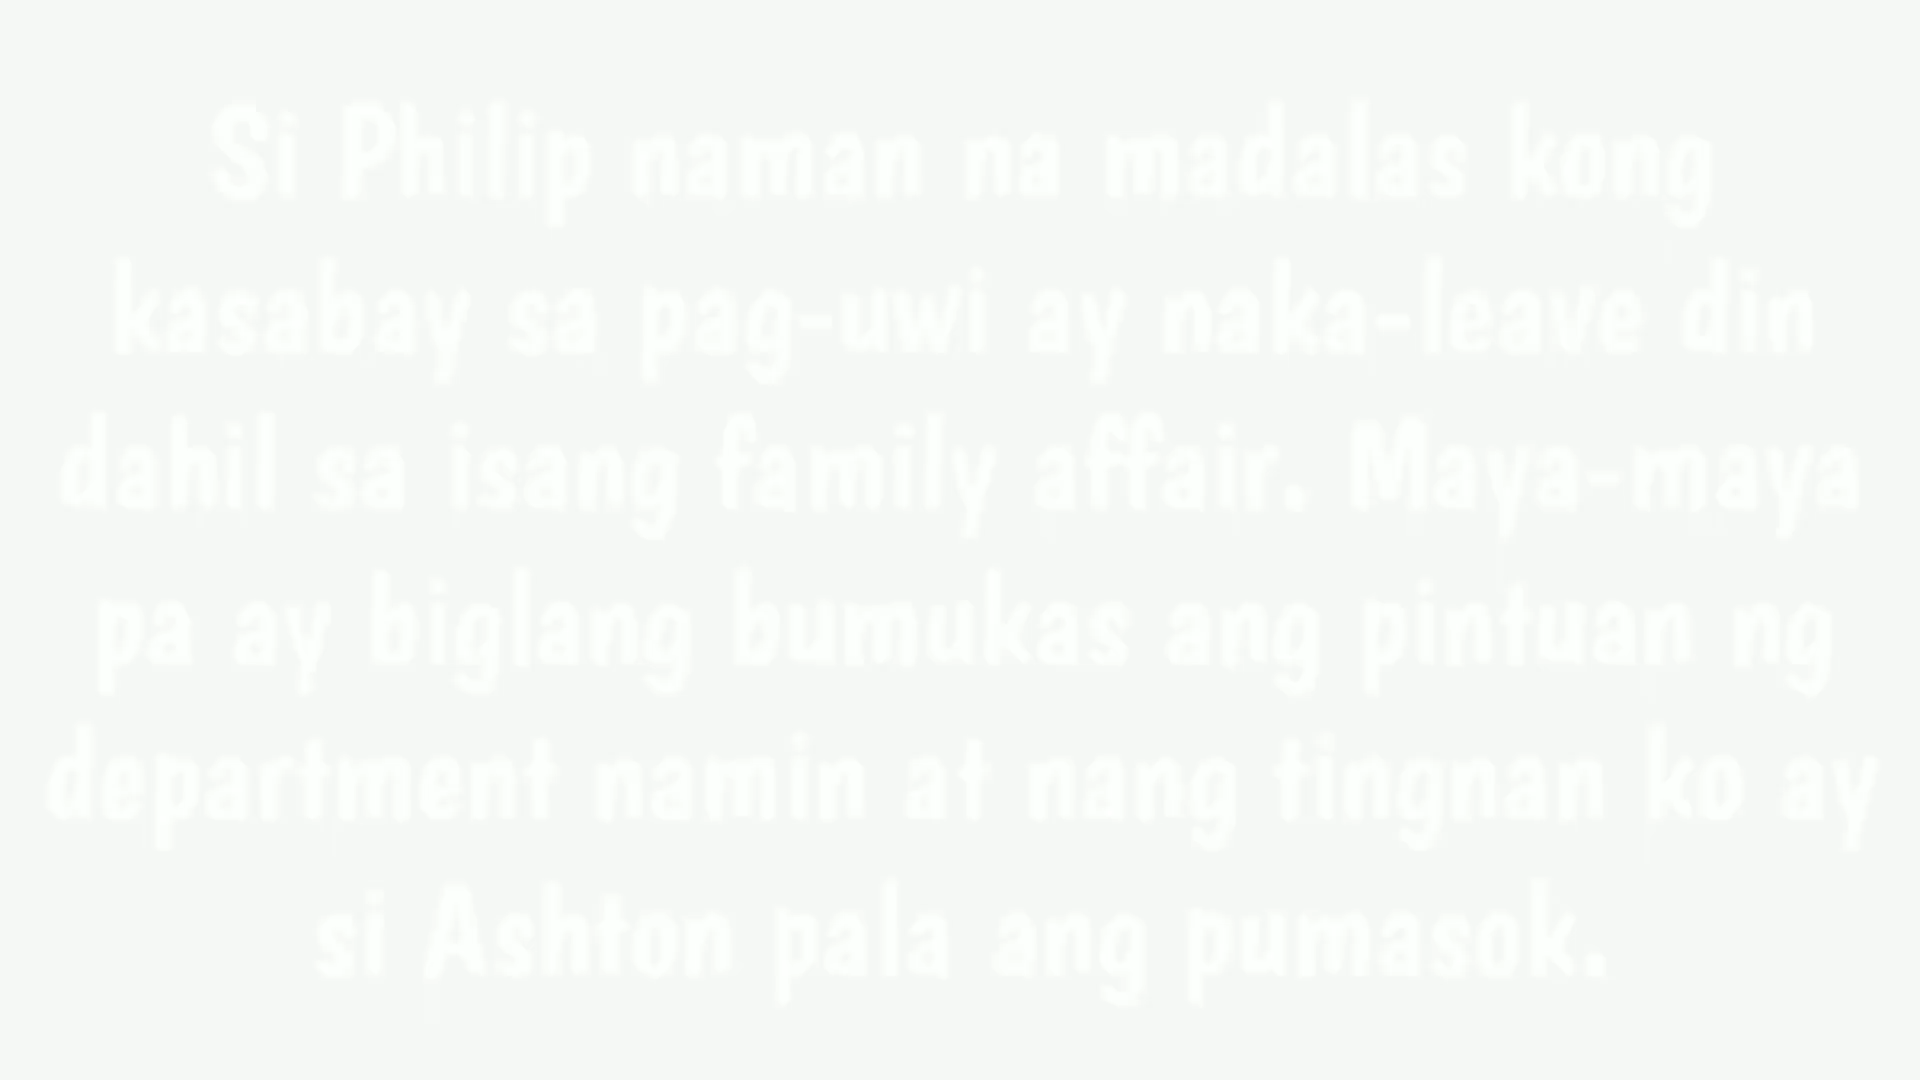 Si Philip naman na madalas kong
kasabay sa pag-uwi ay naka-leave din
dahil sa isang family affair. Maya-maya
pa ay biglang bumukas ang pintuan ng
department namin at nang tingnan ko ay
si Ashton pala ang pumasok.